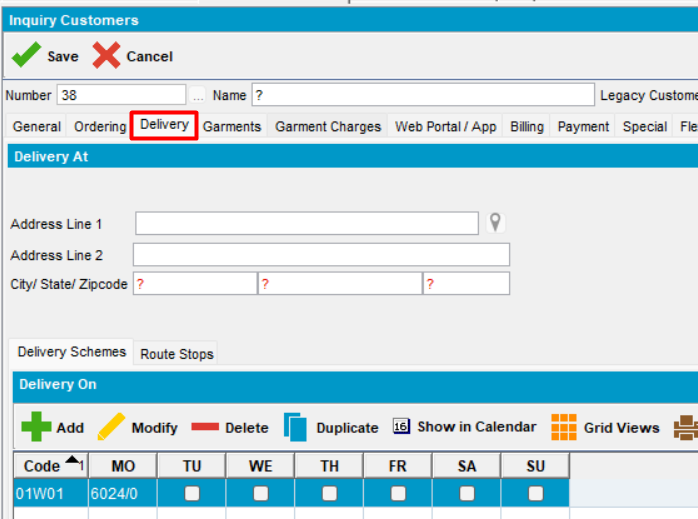 Inquiry Customers
Save Cancel
Number 38 ... Name ? Legacy Custome
General Ordering Delivery Garments Garment Charges Web Portal / App Billing Payment Special Fle
Delivery At
Address Line 1
Address Line 2
City/ State/ Zipcode ? ? ?
Delivery Schemes Route Stops
Delivery On
Add Modify Delete Duplicate 16 Show in Calendar Grid Views
Code 1 MO TU WE TH FR SA SU
01W01 6024/0